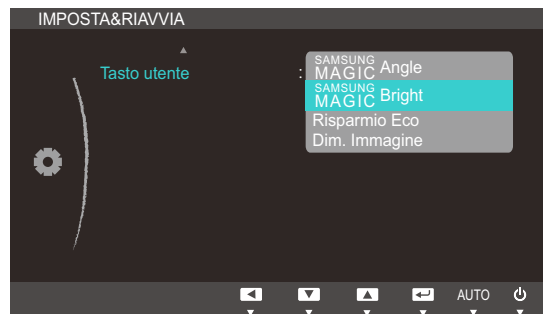 IMPOSTA&RIAVVIA
Tasto utente : SAMSUNG MAGIC Angle
SAMSUNG MAGIC Bright
Risparmio Eco
Dim. Immagine
AUTO